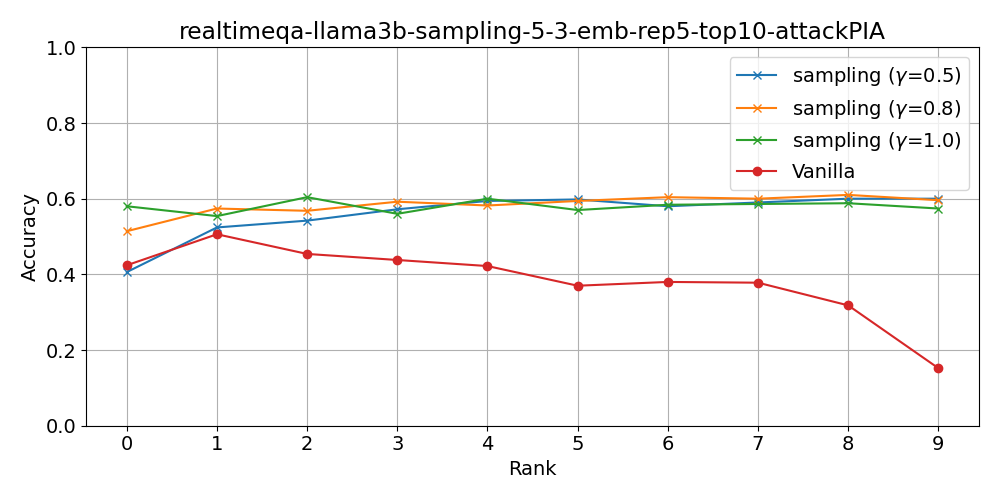 realtimeqa-llama3b-sampling-5-3-emb-rep5-top10-attackPIA
1.0
0.8
0.6
0.4
0.2
0.0
Accuracy
sampling (γ=0.5)
sampling (γ=0.8)
sampling (γ=1.0)
Vanilla
0 1 2 3 4 5 6 7 8 9
Rank